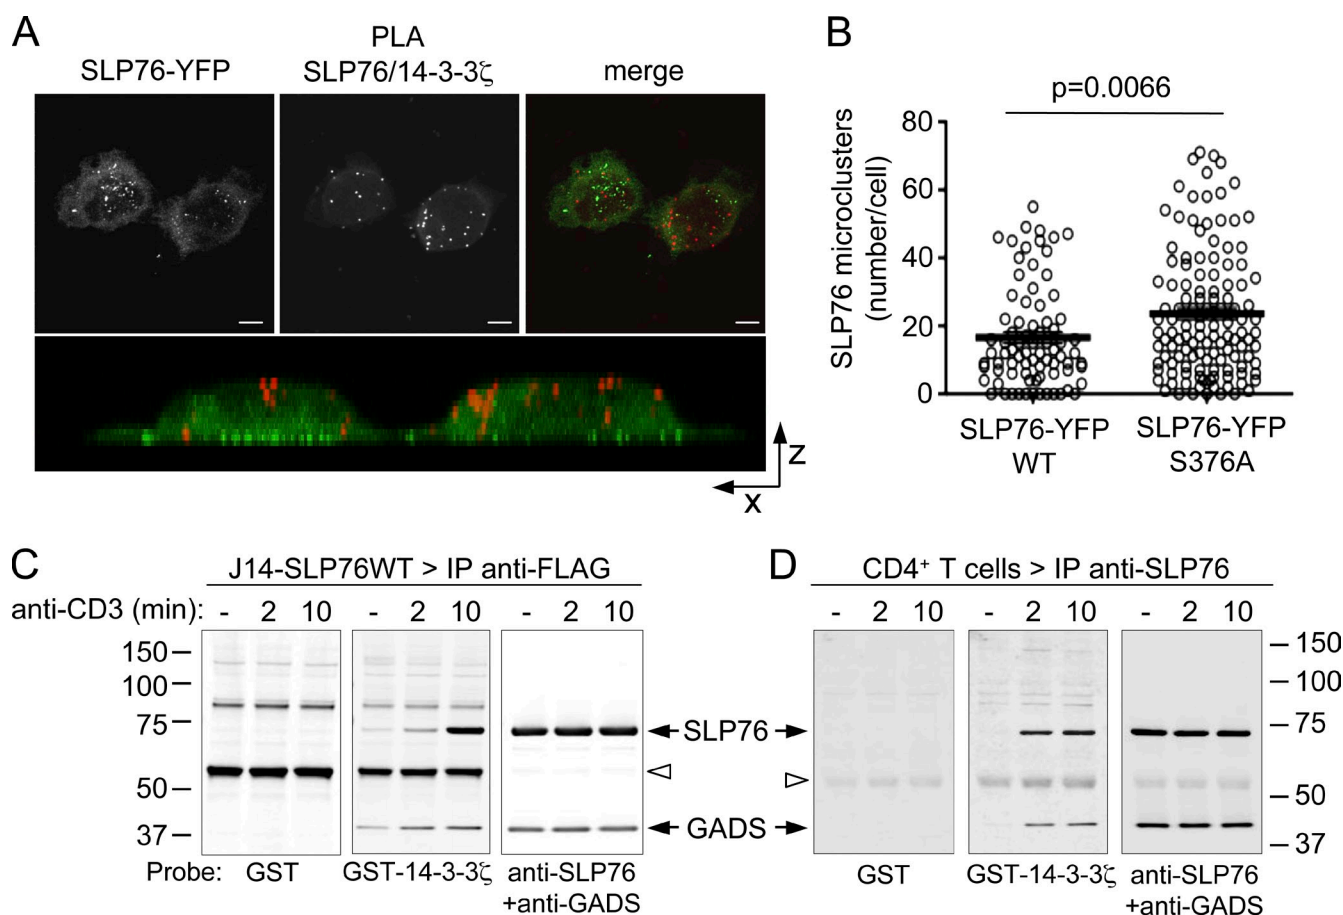 A
PLA
SLP76-YFP SLP76/14-3-3ζ merge
z
x
B
p=0.0066
SLP76 microclusters
(number/cell)
80
60
40
20
0
SLP76-YFP
WT
SLP76-YFP
S376A
C
J14-SLP76WT > IP anti-FLAG
anti-CD3 (min): - 2 10 - 2 10 - 2 10
150
100
75
50
37
SLP76
GADS
Probe: GST GST-14-3-3ζ anti-SLP76
+anti-GADS
D
CD4+ T cells > IP anti-SLP76
- 2 10 - 2 10 - 2 10
150
100
75
50
37
GST GST-14-3-3ζ anti-SLP76
+anti-GADS